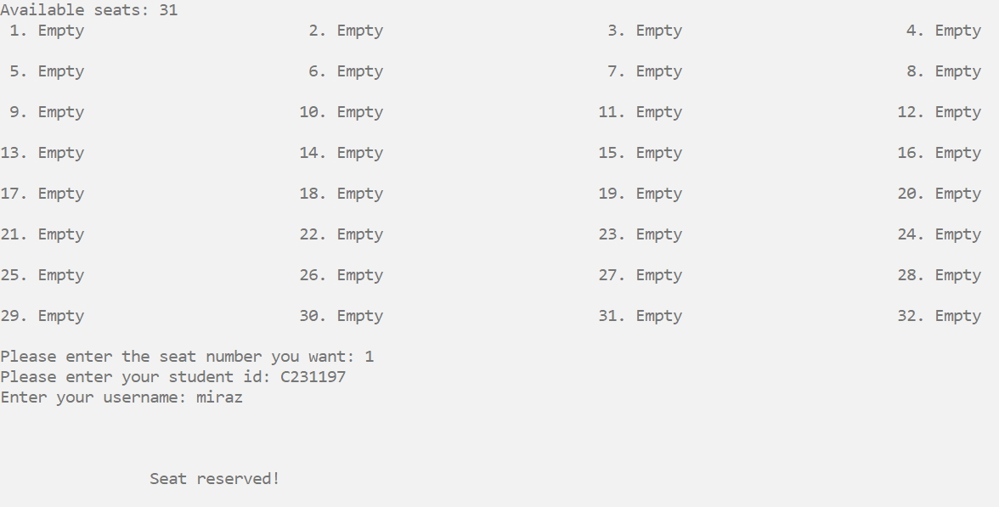 Available seats: 31
1. Empty 2. Empty 3. Empty 4. Empty
5. Empty 6. Empty 7. Empty 8. Empty
9. Empty 10. Empty 11. Empty 12. Empty
13. Empty 14. Empty 15. Empty 16. Empty
17. Empty 18. Empty 19. Empty 20. Empty
21. Empty 22. Empty 23. Empty 24. Empty
25. Empty 26. Empty 27. Empty 28. Empty
29. Empty 30. Empty 31. Empty 32. Empty
Please enter the seat number you want: 1
Please enter your student id: C231197
Enter your username: miraz
Seat reserved!